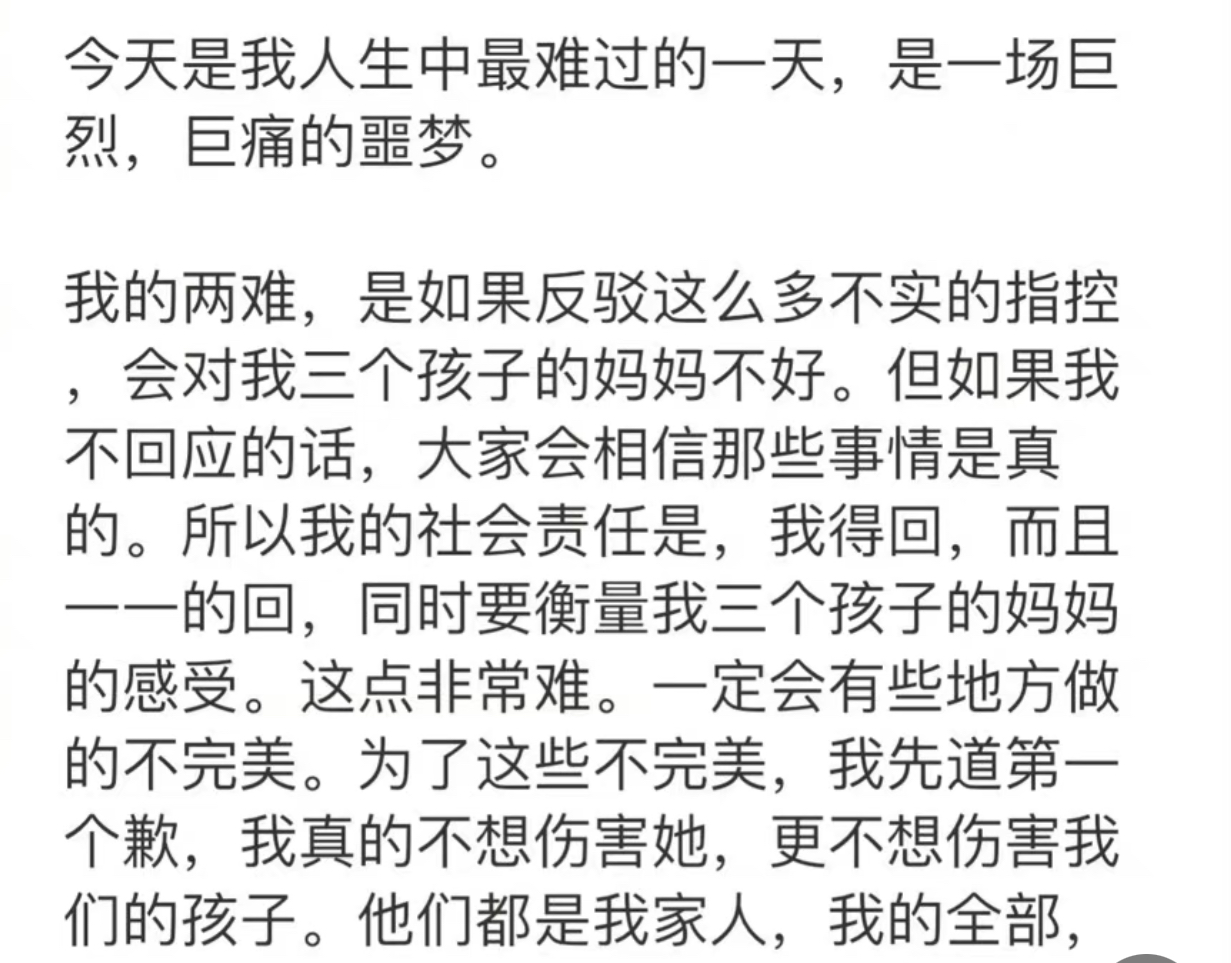 今天是我人生中最难过的一天，是一场巨
烈，巨痛的噩梦。
我的两难，是如果反驳这么多不实的指控
，会对我三个孩子的妈妈不好。但如果我
不回应的话，大家会相信那些事情是真
的。所以我的社会责任是，我得回，而且
一一的回，同时要衡量我三个孩子的妈妈
的感受。这点非常难。一定会有些地方做
的不完美。为了这些不完美，我先道第一
个歉，我真的不想伤害她，更不想伤害我
们的孩子。他们都是我家人，我的全部，